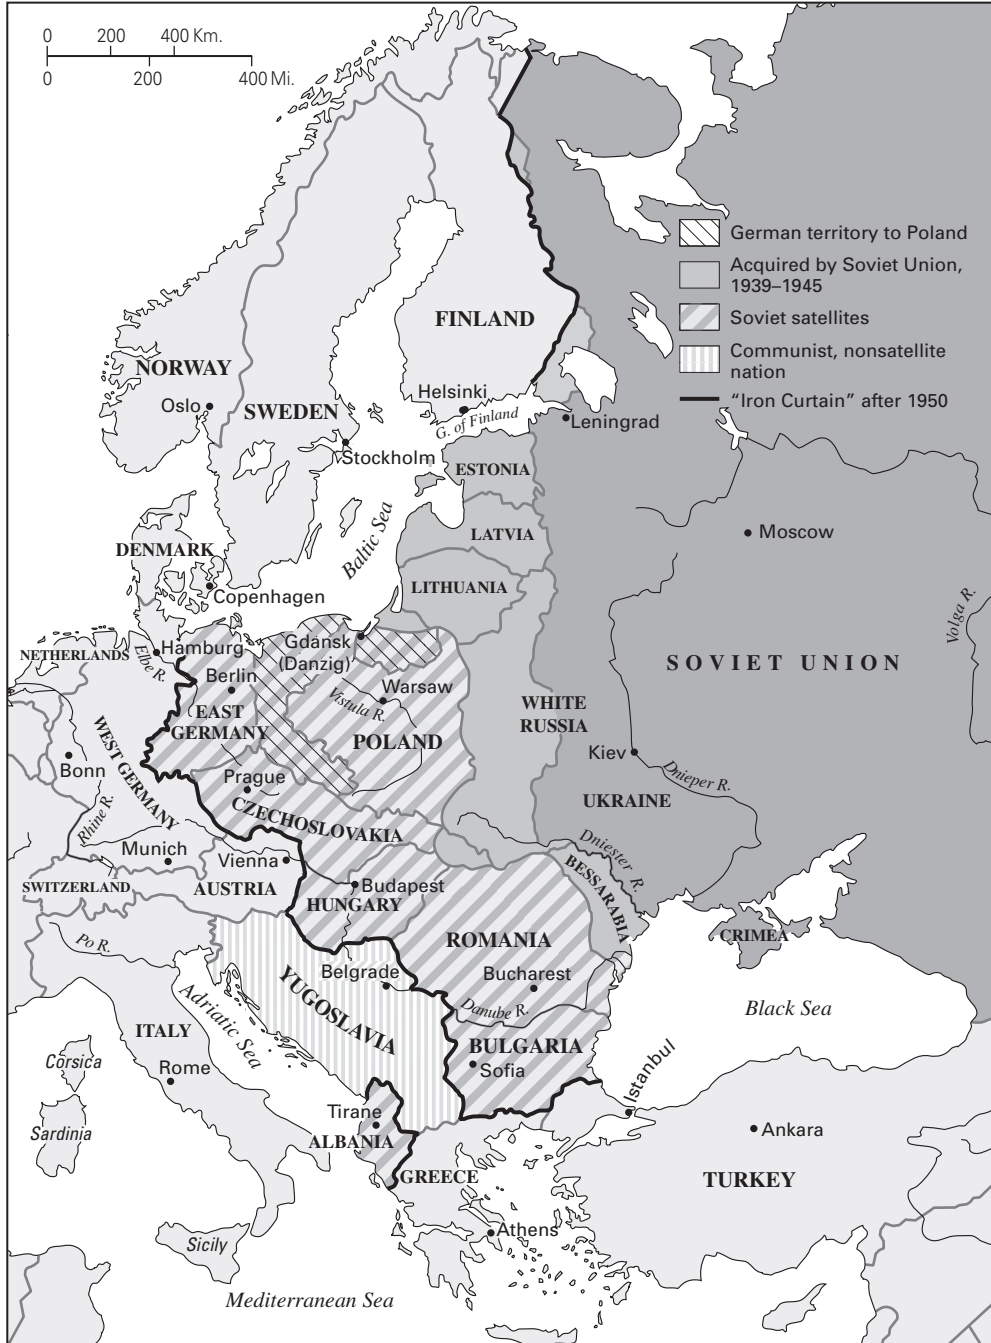 0 200 400 Km.
0 200 400 Mi.
German territory to Poland
Acquired by Soviet Union,
1939–1945
Soviet satellites
Communist, nonsatellite
nation
“Iron Curtain” after 1950
FINLAND
NORWAY
Helsinki
Oslo
SWEDEN
G. of Finland
Leningrad
Stockholm
ESTONIA
Baltic Sea
LATVIA
Moscow
DENMARK
LITHUANIA
Copenhagen
Volga R.
Gdańsk
(Danzig)
Hamburg
NETHERLANDS
Elbe R.
SOVIET UNION
Berlin
Warsaw
Vistula R.
EAST
GERMANY
WHITE
RUSSIA
POLAND
WEST GERMANY
Bonn
Kiev
Dnieper R.
Prague
UKRAINE
CZECHOSLOVAKIA
Rhine R.
Munich
Vienna
Dniester R.
BESSARABIA
SWITZERLAND
AUSTRIA
Budapest
HUNGARY
Po R.
ROMANIA
CRIMEA
Belgrade
Bucharest
YUGOSLAVIA
Danube R.
Black Sea
Adriatic Sea
ITALY
BULGARIA
Sofia
Corsica
Rome
Istanbul
Tirane
ALBANIA
Sardinia
Ankara
GREECE
TURKEY
Athens
Sicily
Mediterranean Sea